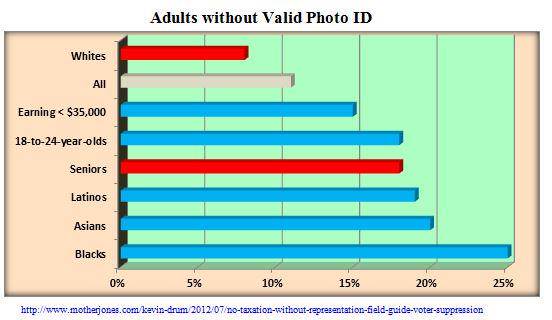 Adults without Valid Photo ID
Whites
All
Earning < $35,000
18-to-24-year-olds
Seniors
Latinos
Asians
Blacks
0% 5% 10% 15% 20% 25%
http://www.motherjones.com/kevin-drum/2012/07/no-taxation-without-representation-field-guide-voter-suppression